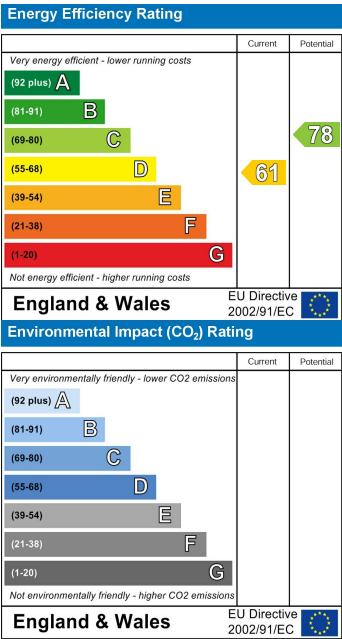 Energy Efficiency Rating
Current Potential
Very energy efficient - lower running costs
(92 plus) A
(81-91) B
(69-80) C
(55-68) D
(39-54) E
(21-38) F
(1-20) G
61
78
Not energy efficient - higher running costs
England & Wales
EU Directive
2002/91/EC
Environmental Impact (CO₂) Rating
Current Potential
Very environmentally friendly - lower CO2 emissions
(92 plus) A
(81-91) B
(69-80) C
(55-68) D
(39-54) E
(21-38) F
(1-20) G
Not environmentally friendly - higher CO2 emissions
England & Wales
EU Directive
2002/91/EC